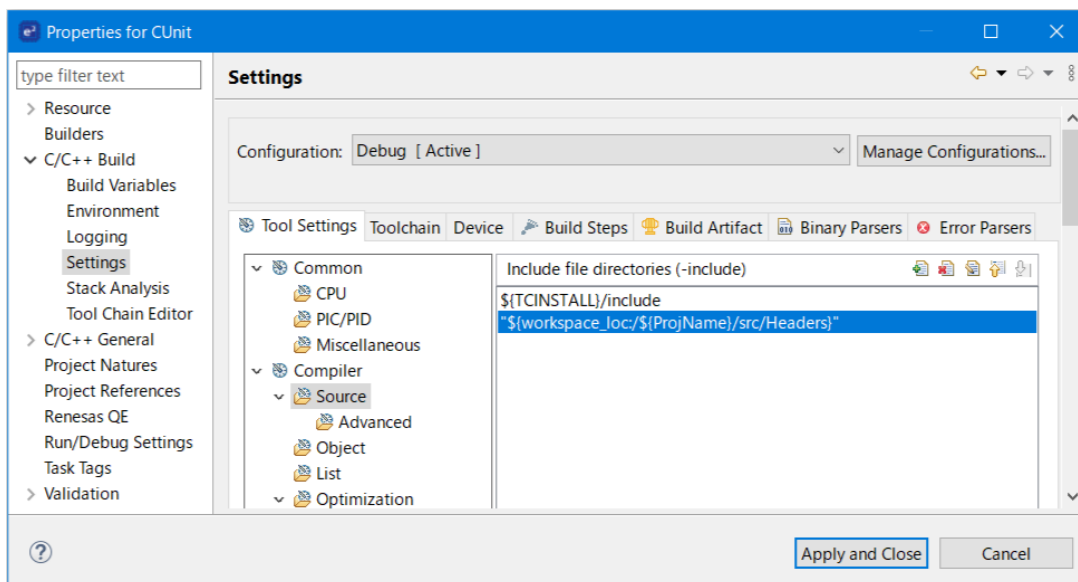 e² Properties for CUnit
type filter text
Settings
Resource
Builders
C/C++ Build
Build Variables
Environment
Logging
Settings
Stack Analysis
Tool Chain Editor
C/C++ General
Project Natures
Project References
Renesas QE
Run/Debug Settings
Task Tags
Validation
Configuration: Debug [ Active ] Manage Configurations...
Tool Settings Toolchain Device Build Steps Build Artifact Binary Parsers Error Parsers
Common
CPU
PIC/PID
Miscellaneous
Compiler
Source
Advanced
Object
List
Optimization
Include file directories (-include)
${TCINSTALL}/include
"${workspace_loc:/${ProjName}/src/Headers}"
? Apply and Close Cancel